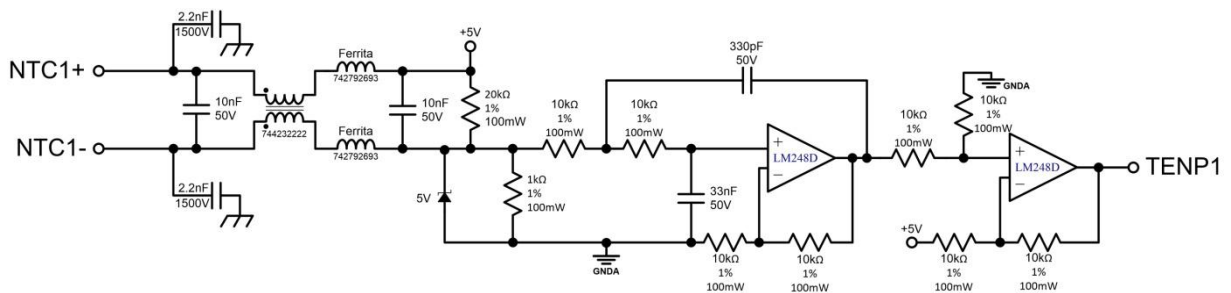 2.2nF
1500V
NTC1+
10nF
50V
744232222
NTC1-
2.2nF
1500V
Ferrita
742792693
Ferrita
742792693
10nF
50V
+5V
20kΩ
1%
100mW
5V
1kΩ
1%
100mW
GNDA
10kΩ
1%
100mW
10kΩ
1%
100mW
330pF
50V
33nF
50V
+
LM248D
−
10kΩ
1%
100mW
10kΩ
1%
100mW
10kΩ
1%
100mW
GNDA
10kΩ
1%
100mW
+
LM248D
−
TENP1
+5V
10kΩ
1%
100mW
10kΩ
1%
100mW